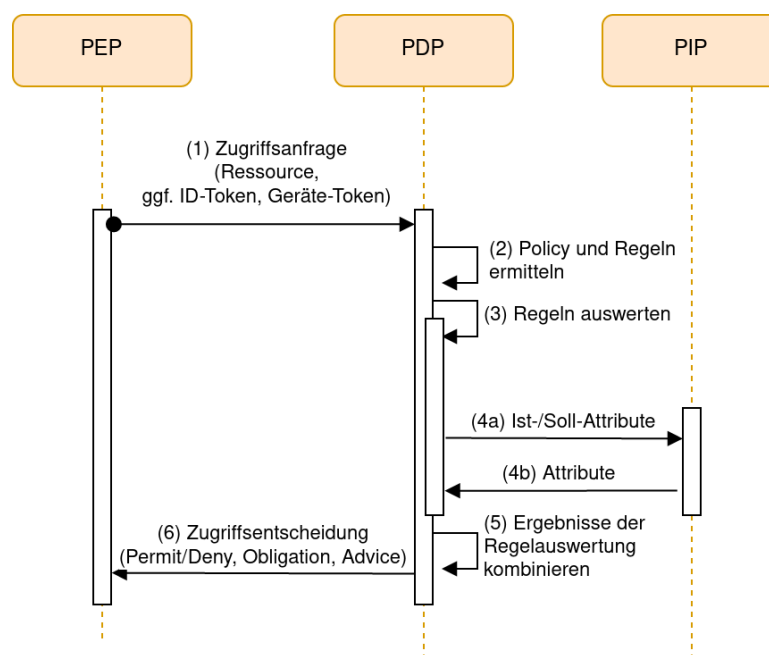 PEP
PDP
PIP
(1) Zugriffsanfrage
(Ressource,
ggf. ID-Token, Geräte-Token)
(2) Policy und Regeln
ermitteln
(3) Regeln auswerten
(4a) Ist-/Soll-Attribute
(4b) Attribute
(5) Ergebnisse der
Regelauswertung
kombinieren
(6) Zugriffsentscheidung
(Permit/Deny, Obligation, Advice)